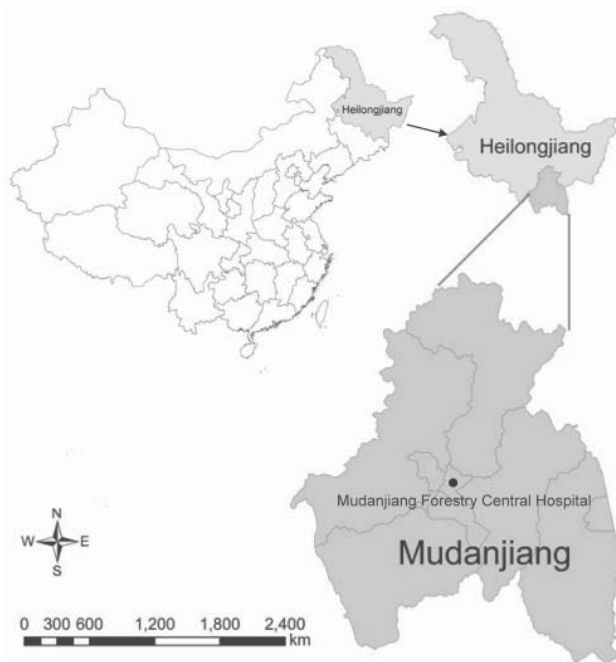 Heilongjiang
Heilongjiang
Mudanjiang Forestry Central Hospital
Mudanjiang
N
W E
S
0 300 600 1,200 1,800 2,400
km